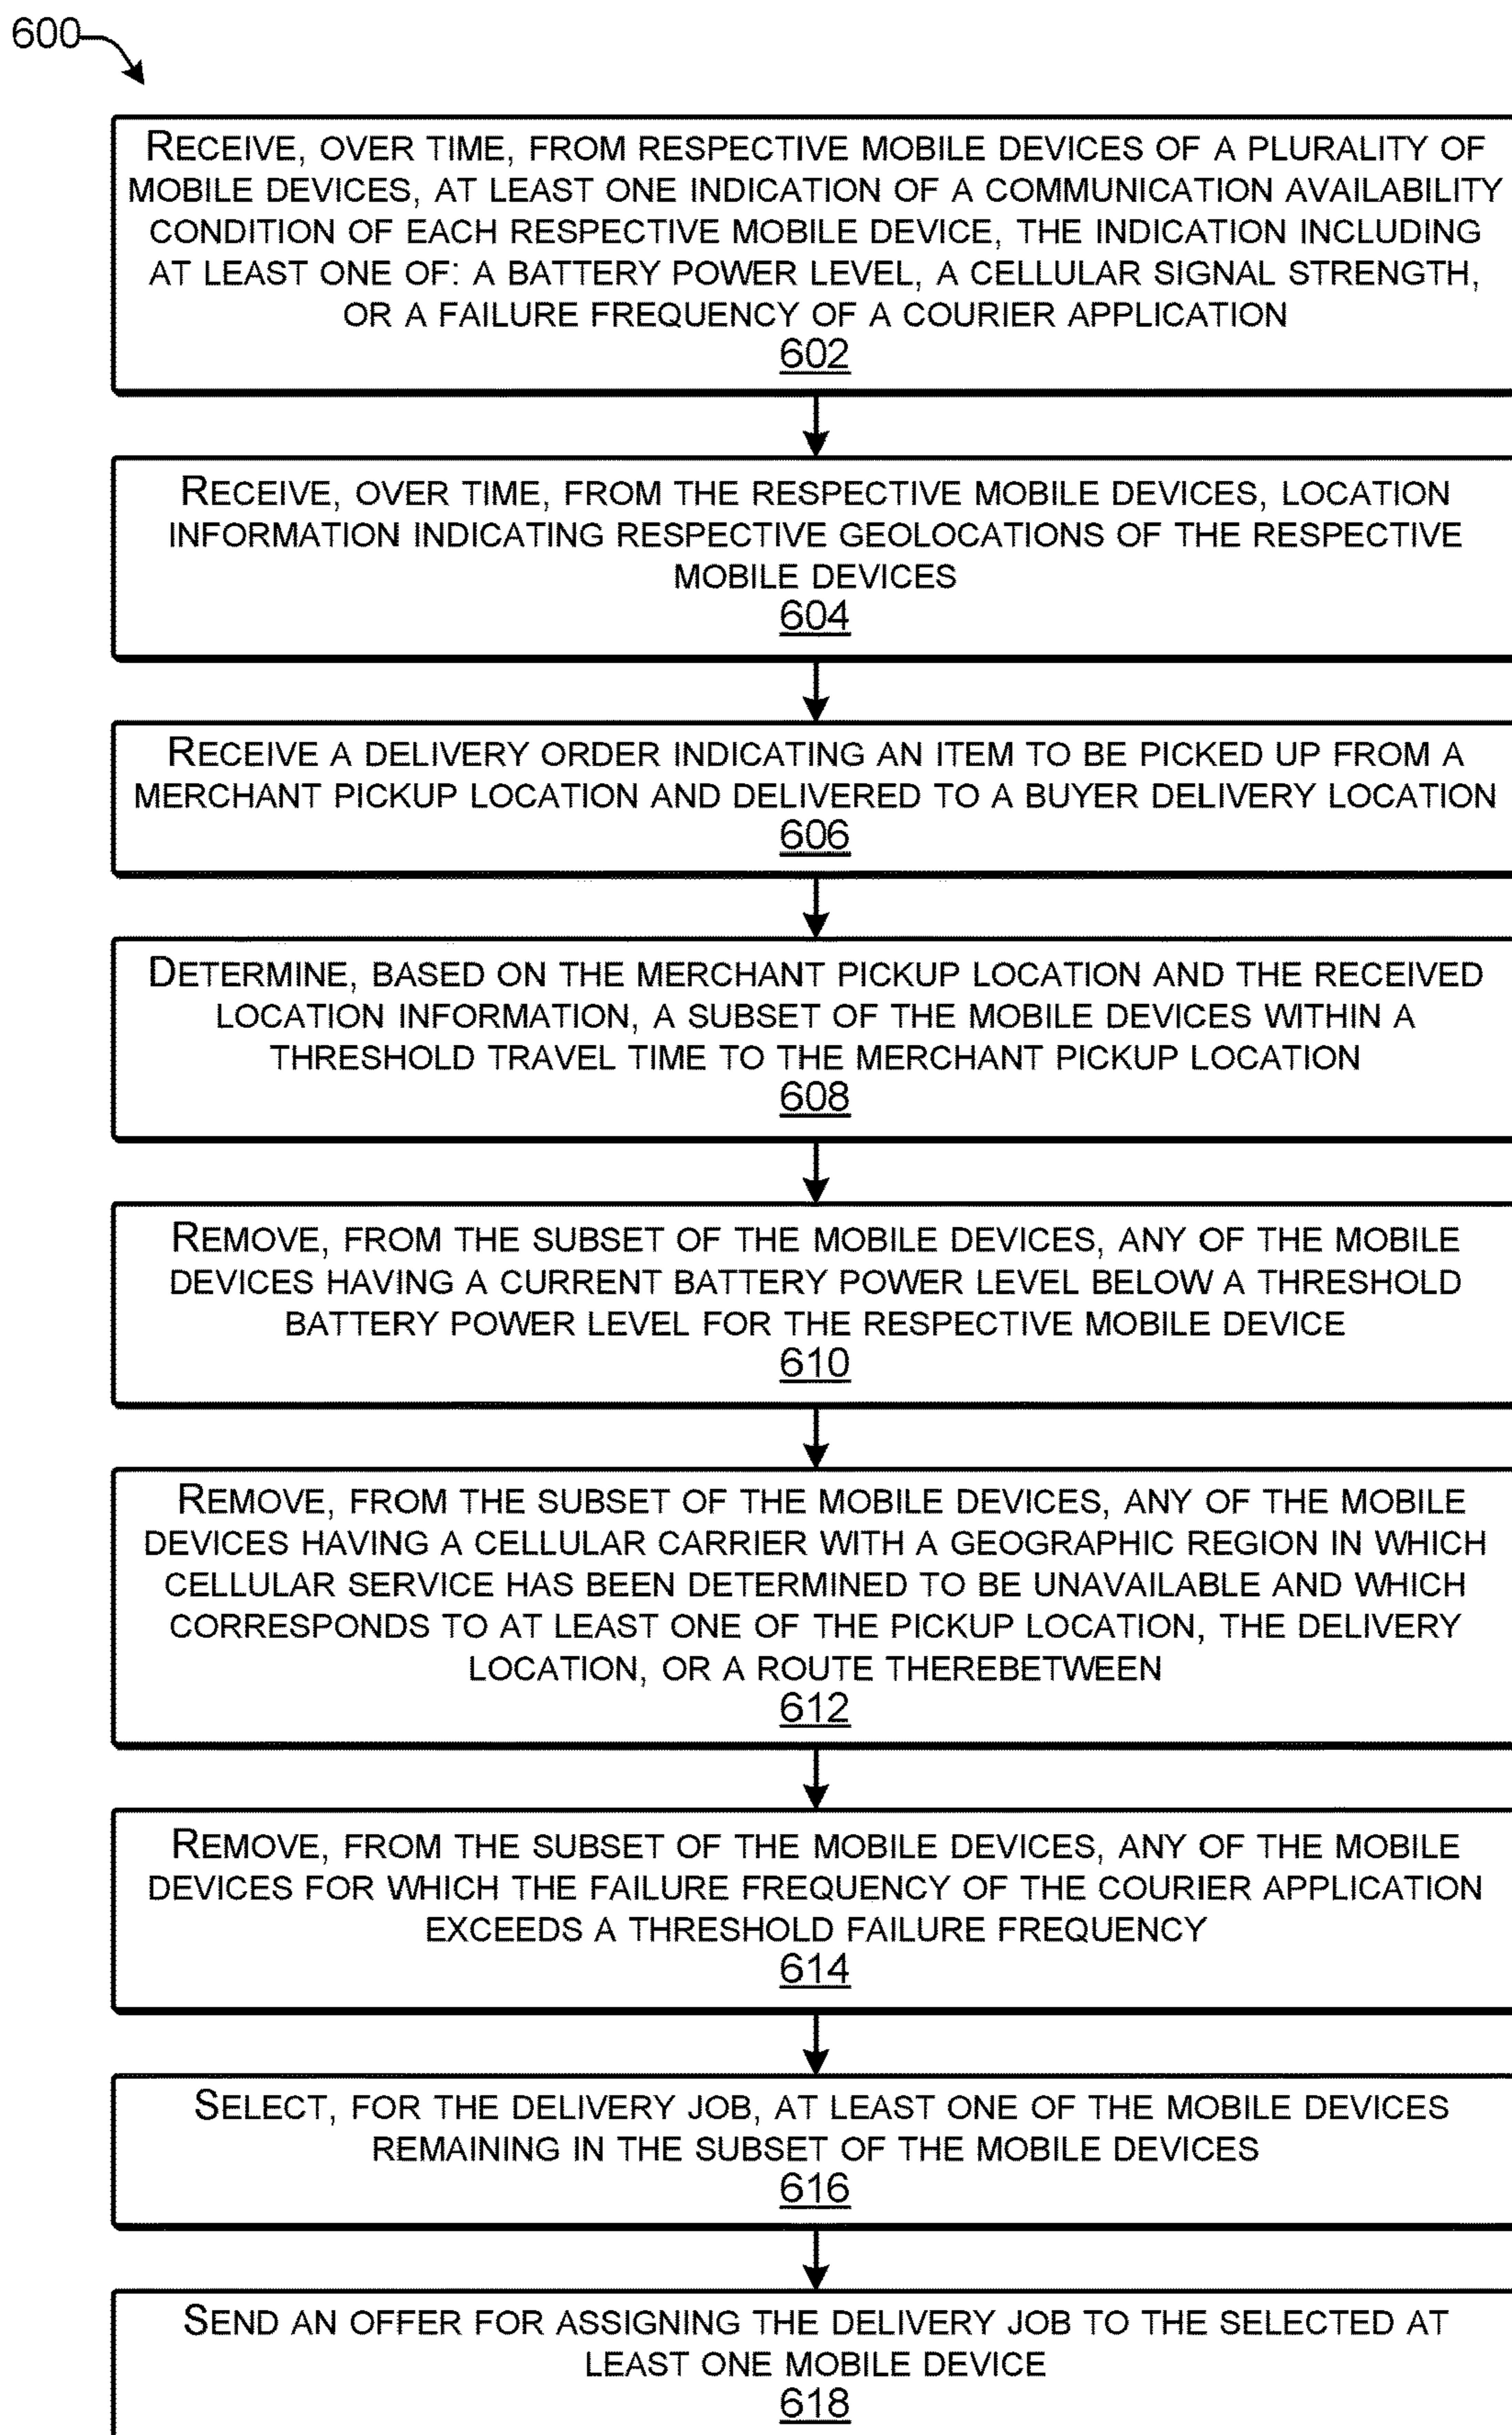 600
RECEIVE, OVER TIME, FROM RESPECTIVE MOBILE DEVICES OF A PLURALITY OF
MOBILE DEVICES, AT LEAST ONE INDICATION OF A COMMUNICATION AVAILABILITY
CONDITION OF EACH RESPECTIVE MOBILE DEVICE, THE INDICATION INCLUDING
AT LEAST ONE OF: A BATTERY POWER LEVEL, A CELLULAR SIGNAL STRENGTH,
OR A FAILURE FREQUENCY OF A COURIER APPLICATION
602
RECEIVE, OVER TIME, FROM THE RESPECTIVE MOBILE DEVICES, LOCATION
INFORMATION INDICATING RESPECTIVE GEOLOCATIONS OF THE RESPECTIVE
MOBILE DEVICES
604
RECEIVE A DELIVERY ORDER INDICATING AN ITEM TO BE PICKED UP FROM A
MERCHANT PICKUP LOCATION AND DELIVERED TO A BUYER DELIVERY LOCATION
606
DETERMINE, BASED ON THE MERCHANT PICKUP LOCATION AND THE RECEIVED
LOCATION INFORMATION, A SUBSET OF THE MOBILE DEVICES WITHIN A
THRESHOLD TRAVEL TIME TO THE MERCHANT PICKUP LOCATION
608
REMOVE, FROM THE SUBSET OF THE MOBILE DEVICES, ANY OF THE MOBILE
DEVICES HAVING A CURRENT BATTERY POWER LEVEL BELOW A THRESHOLD
BATTERY POWER LEVEL FOR THE RESPECTIVE MOBILE DEVICE
610
REMOVE, FROM THE SUBSET OF THE MOBILE DEVICES, ANY OF THE MOBILE
DEVICES HAVING A CELLULAR CARRIER WITH A GEOGRAPHIC REGION IN WHICH
CELLULAR SERVICE HAS BEEN DETERMINED TO BE UNAVAILABLE AND WHICH
CORRESPONDS TO AT LEAST ONE OF THE PICKUP LOCATION, THE DELIVERY
LOCATION, OR A ROUTE THEREBETWEEN
612
REMOVE, FROM THE SUBSET OF THE MOBILE DEVICES, ANY OF THE MOBILE
DEVICES FOR WHICH THE FAILURE FREQUENCY OF THE COURIER APPLICATION
EXCEEDS A THRESHOLD FAILURE FREQUENCY
614
SELECT, FOR THE DELIVERY JOB, AT LEAST ONE OF THE MOBILE DEVICES
REMAINING IN THE SUBSET OF THE MOBILE DEVICES
616
SEND AN OFFER FOR ASSIGNING THE DELIVERY JOB TO THE SELECTED AT
LEAST ONE MOBILE DEVICE
618